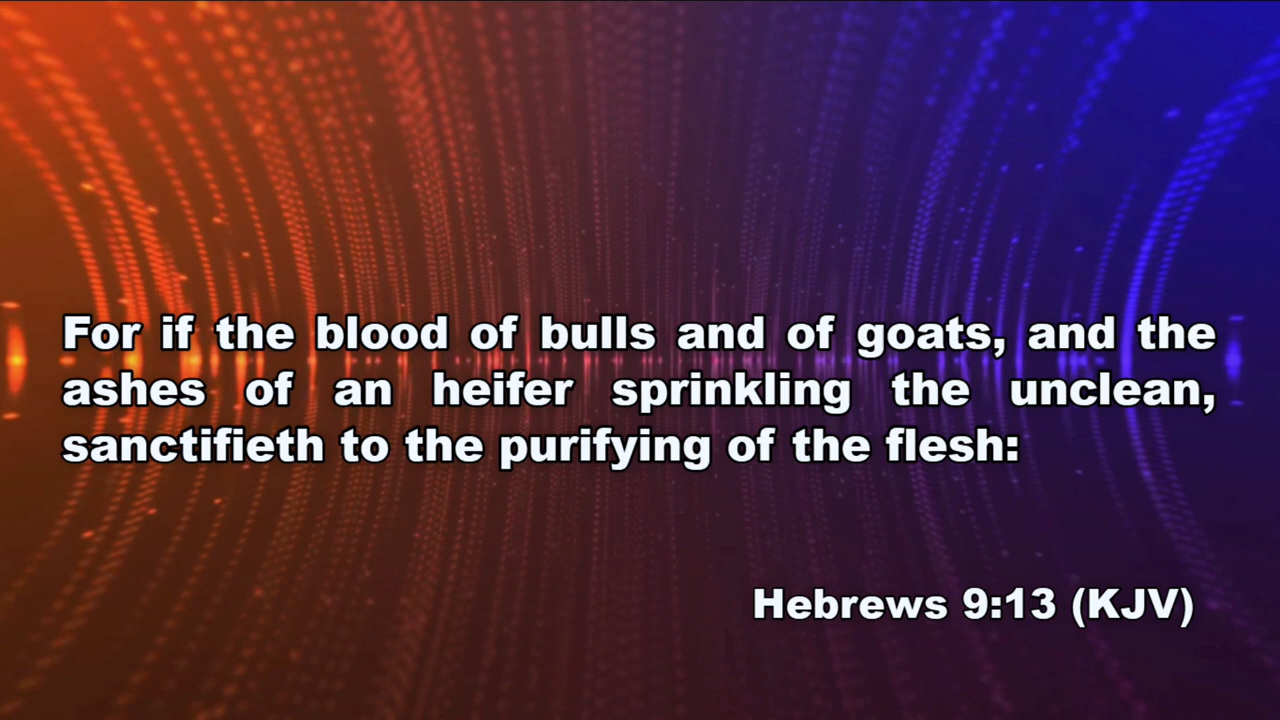 For if the blood of bulls and of goats, and the
ashes of an heifer sprinkling the unclean,
sanctifieth to the purifying of the flesh:
Hebrews 9:13 (KJV)